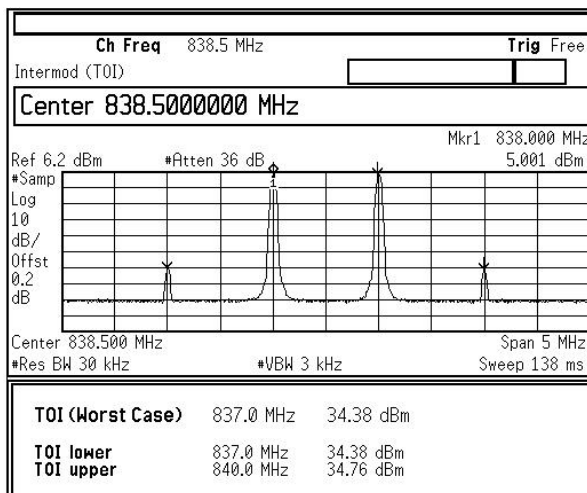 Ch Freq 838.5 MHz Trig Free
Intermod (TOI)
Center 838.5000000 MHz
Mkr1 838.000 MHz
Ref 6.2 dBm #Atten 36 dB 5.001 dBm
#Samp
Log
10
dB/
Offst
0.2
dB
1
Center 838.500 MHz Span 5 MHz
#Res BW 30 kHz #VBW 3 kHz Sweep 138 ms
TOI (Worst Case) 837.0 MHz 34.38 dBm
TOI lower 837.0 MHz 34.38 dBm
TOI upper 840.0 MHz 34.76 dBm